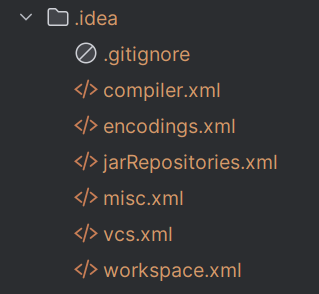 .idea
.gitignore
compiler.xml
encodings.xml
jarRepositories.xml
misc.xml
vcs.xml
workspace.xml